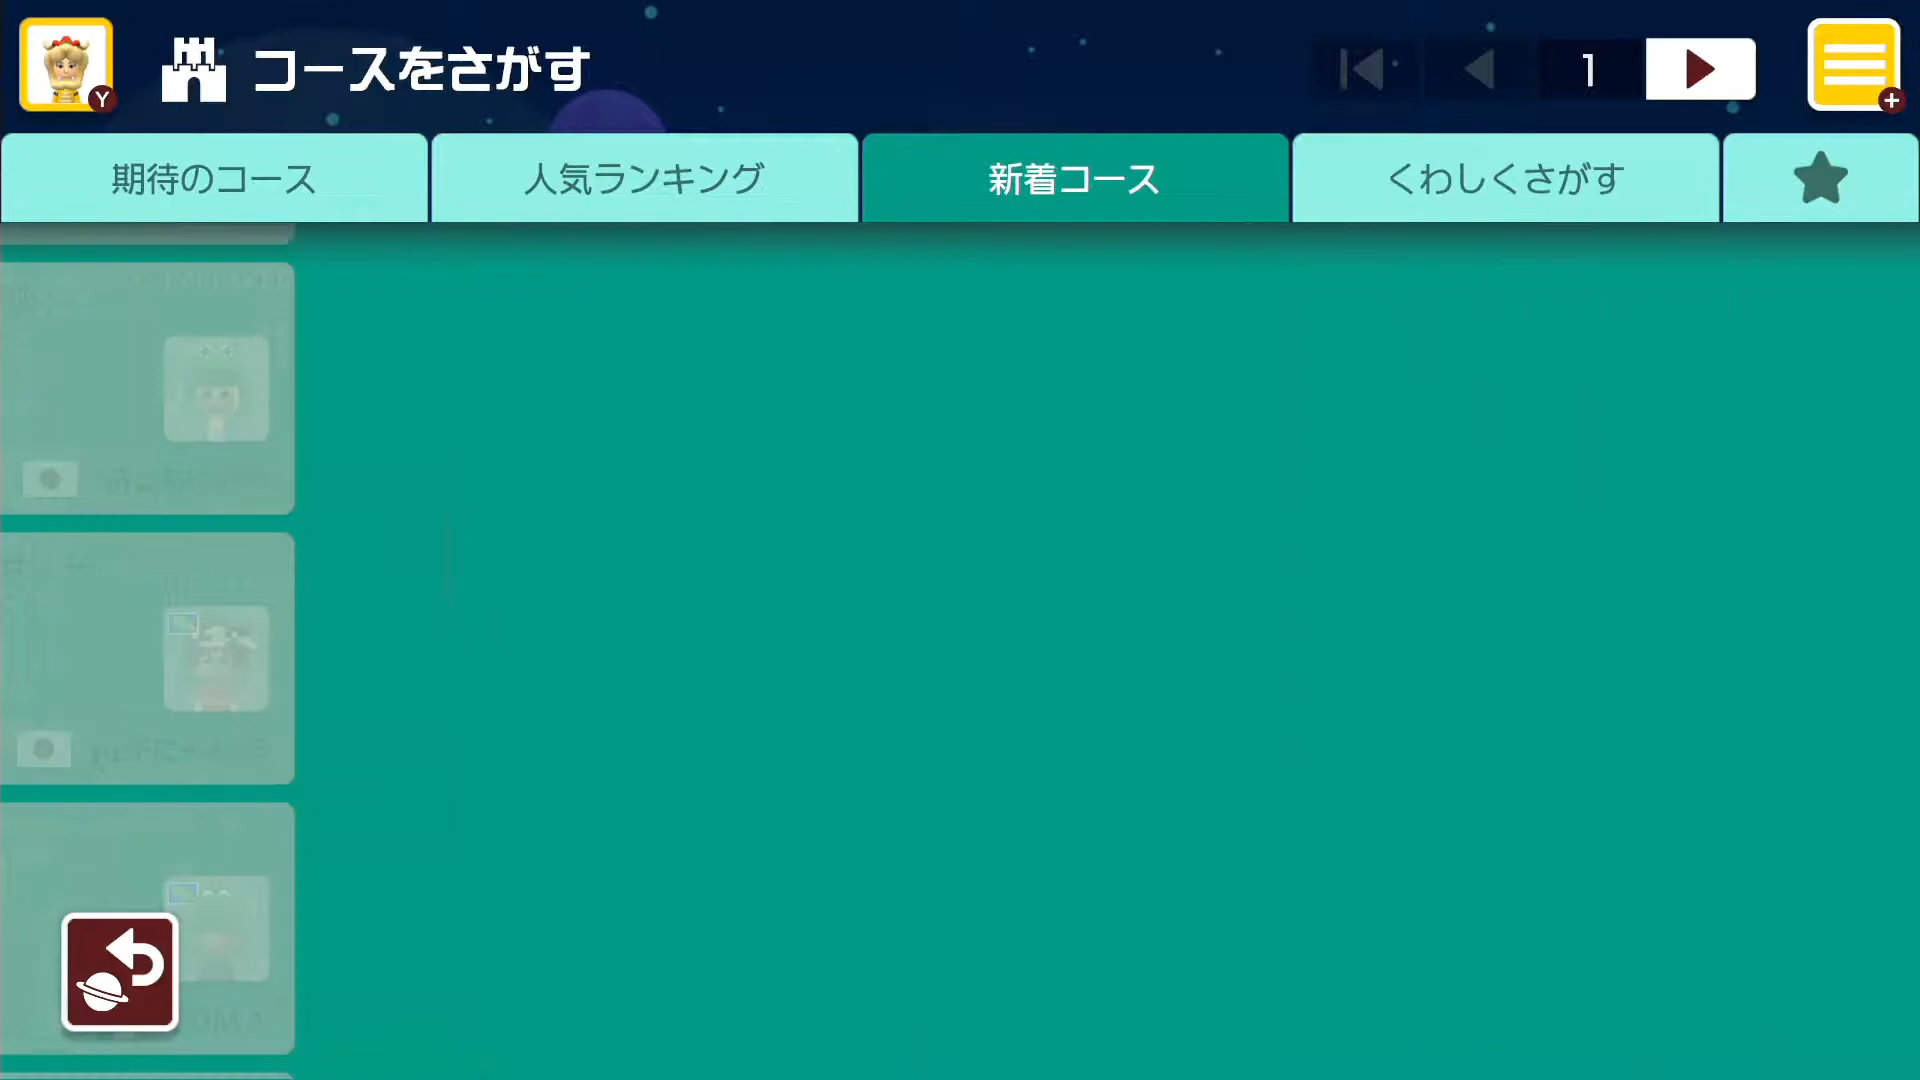 コースをさがす
1
Y
+
期待のコース
人気ランキング
新着コース
くわしくさがす